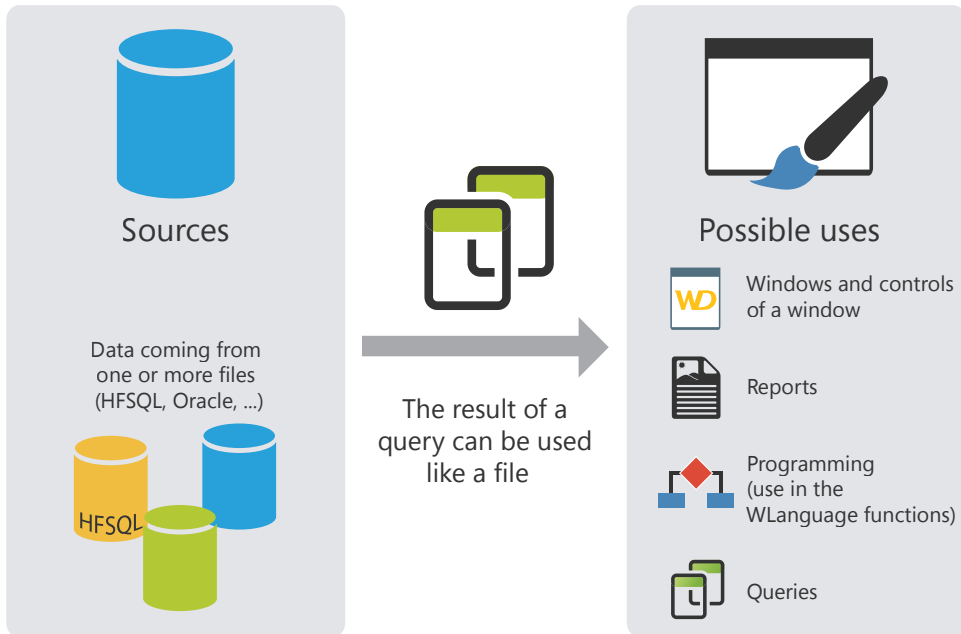 Sources
Data coming from
one or more files
(HFSQL, Oracle, ...)
HFSQL
The result of a
query can be used
like a file
Possible uses
WD
Windows and controls
of a window
Reports
Programming
(use in the
WLanguage functions)
Queries